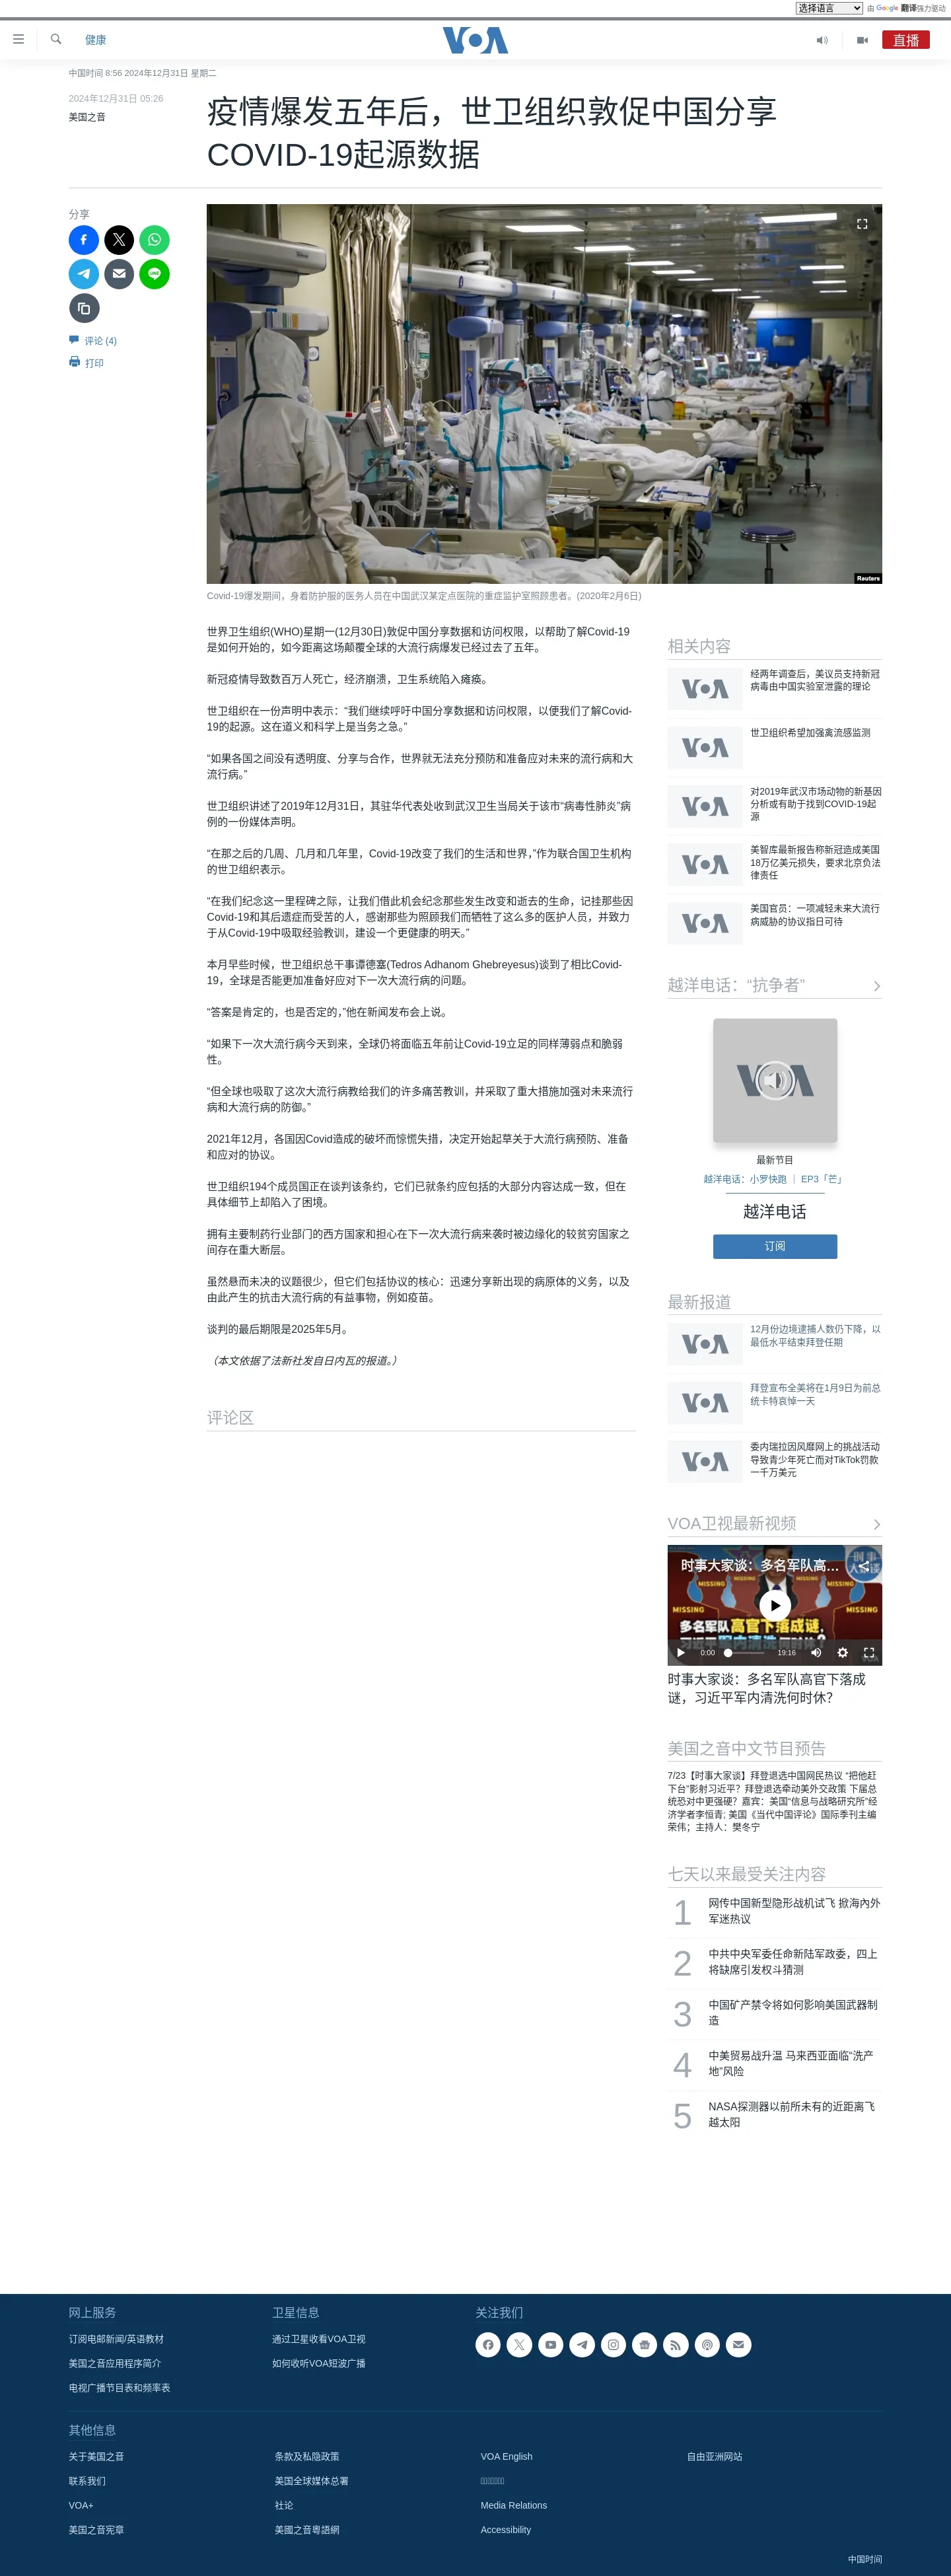 选择语言
由 Google 翻译强力驱动
健康
VOA
直播
中国时间 8:56 2024年12月31日 星期二
2024年12月31日 05:26
美国之音
疫情爆发五年后，世卫组织敦促中国分享
COVID-19起源数据
分享
评论 (4)
打印
Reuters
Covid-19爆发期间，身着防护服的医务人员在中国武汉某定点医院的重症监护室照顾患者。(2020年2月6日)
世界卫生组织(WHO)星期一(12月30日)敦促中国分享数据和访问权限，以帮助了解Covid-19
是如何开始的，如今距离这场颠覆全球的大流行病爆发已经过去了五年。
新冠疫情导致数百万人死亡，经济崩溃，卫生系统陷入瘫痪。
世卫组织在一份声明中表示：“我们继续呼吁中国分享数据和访问权限，以便我们了解Covid-
19的起源。这在道义和科学上是当务之急。”
“如果各国之间没有透明度、分享与合作，世界就无法充分预防和准备应对未来的流行病和大
流行病。”
世卫组织讲述了2019年12月31日，其驻华代表处收到武汉卫生当局关于该市“病毒性肺炎”病
例的一份媒体声明。
“在那之后的几周、几月和几年里，Covid-19改变了我们的生活和世界，”作为联合国卫生机构
的世卫组织表示。
“在我们纪念这一里程碑之际，让我们借此机会纪念那些发生改变和逝去的生命，记挂那些因
Covid-19和其后遗症而受苦的人，感谢那些为照顾我们而牺牲了这么多的医护人员，并致力
于从Covid-19中吸取经验教训，建设一个更健康的明天。”
本月早些时候，世卫组织总干事谭德塞(Tedros Adhanom Ghebreyesus)谈到了相比Covid-
19，全球是否能更加准备好应对下一次大流行病的问题。
“答案是肯定的，也是否定的，”他在新闻发布会上说。
“如果下一次大流行病今天到来，全球仍将面临五年前让Covid-19立足的同样薄弱点和脆弱
性。
“但全球也吸取了这次大流行病教给我们的许多痛苦教训，并采取了重大措施加强对未来流行
病和大流行病的防御。”
2021年12月，各国因Covid造成的破坏而惊慌失措，决定开始起草关于大流行病预防、准备
和应对的协议。
世卫组织194个成员国正在谈判该条约，它们已就条约应包括的大部分内容达成一致，但在
具体细节上却陷入了困境。
拥有主要制药行业部门的西方国家和担心在下一次大流行病来袭时被边缘化的较贫穷国家之
间存在重大断层。
虽然悬而未决的议题很少，但它们包括协议的核心：迅速分享新出现的病原体的义务，以及
由此产生的抗击大流行病的有益事物，例如疫苗。
谈判的最后期限是2025年5月。
（本文依据了法新社发自日内瓦的报道。）
评论区
相关内容
VOA
经两年调查后，美议员支持新冠
病毒由中国实验室泄露的理论
VOA
世卫组织希望加强禽流感监测
VOA
对2019年武汉市场动物的新基因
分析或有助于找到COVID-19起
源
VOA
美智库最新报告称新冠造成美国
18万亿美元损失，要求北京负法
律责任
VOA
美国官员：一项减轻未来大流行
病威胁的协议指日可待
越洋电话：“抗争者”
VOA
最新节目
越洋电话：小罗快跑 ｜ EP3「芒」
越洋电话
订阅
最新报道
VOA
12月份边境逮捕人数仍下降，以
最低水平结束拜登任期
VOA
拜登宣布全美将在1月9日为前总
统卡特哀悼一天
VOA
委内瑞拉因风靡网上的挑战活动
导致青少年死亡而对TikTok罚款
一千万美元
VOA卫视最新视频
时事大家谈：多名军队高…
MISSING
多名军队高官下落成谜，
0:00
19:16
时事大家谈：多名军队高官下落成
谜，习近平军内清洗何时休？
美国之音中文节目预告
7/23【时事大家谈】拜登退选中国网民热议 “把他赶
下台”影射习近平？拜登退选牵动美外交政策 下届总
统恐对中更强硬？嘉宾：美国“信息与战略研究所”经
济学者李恒青; 美国《当代中国评论》国际季刊主编
荣伟；主持人：樊冬宁
七天以来最受关注内容
1
网传中国新型隐形战机试飞 掀海内外
军迷热议
2
中共中央军委任命新陆军政委，四上
将缺席引发权斗猜测
3
中国矿产禁令将如何影响美国武器制
造
4
中美贸易战升温 马来西亚面临“洗产
地”风险
5
NASA探测器以前所未有的近距离飞
越太阳
网上服务
卫星信息
关注我们
订阅电邮新闻/英语教材
通过卫星收看VOA卫视
美国之音应用程序简介
如何收听VOA短波广播
电视广播节目表和频率表
其他信息
关于美国之音
条款及私隐政策
VOA English
自由亚洲网站
联系我们
美国全球媒体总署
VOA+
社论
Media Relations
美国之音宪章
美國之音粵語網
Accessibility
中国时间